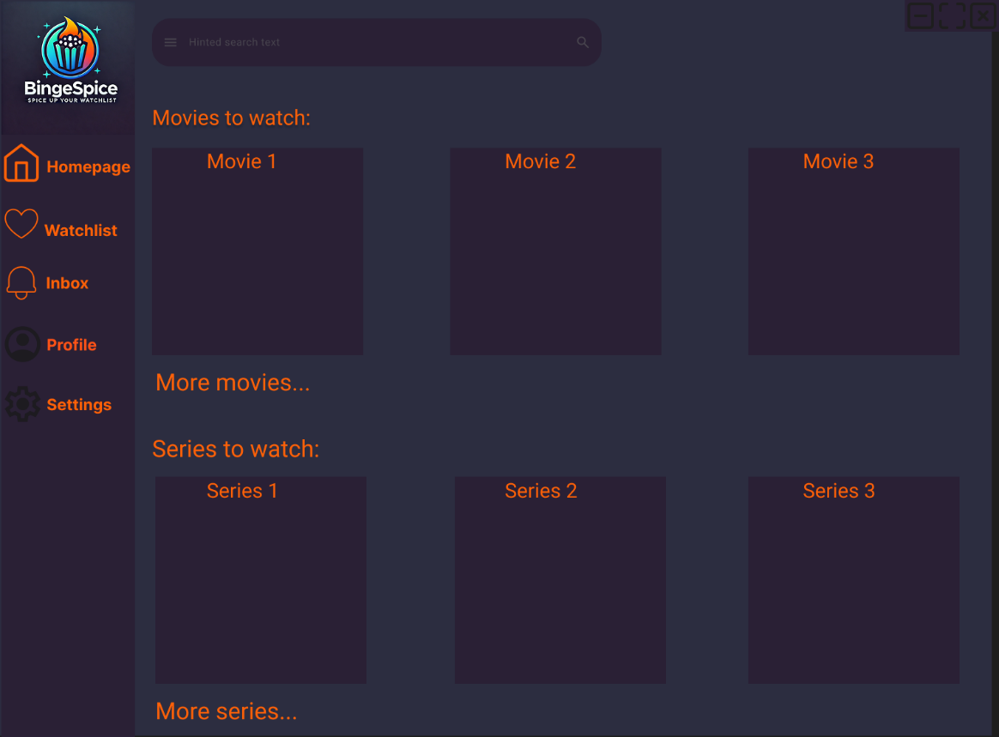 BingeSpice
SPICE UP YOUR WATCHLIST
Homepage
Watchlist
Inbox
Profile
Settings
Hinted search text
Movies to watch:
Movie 1
Movie 2
Movie 3
More movies...
Series to watch:
Series 1
Series 2
Series 3
More series...